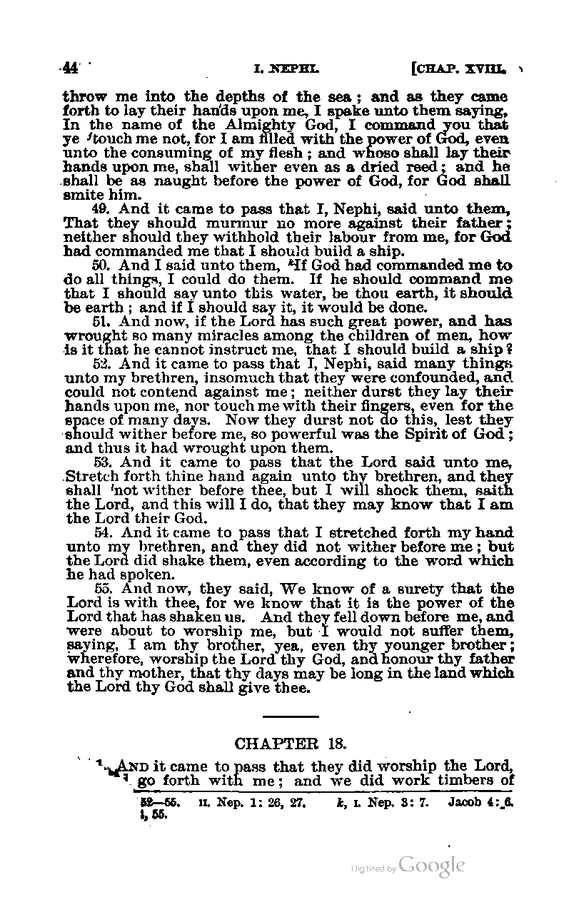 44 I. NEPHI. [CHAP. XVIII.
throw me into the depths of the sea; and as they came
forth to lay their hands upon me, I spake unto them saying,
In the name of the Almighty God, I command you that
ye ʲtouch me not, for I am filled with the power of God, even
unto the consuming of my flesh; and whoso shall lay their
hands upon me, shall wither even as a dried reed; and he
shall be as naught before the power of God, for God shall
smite him.
49. And it came to pass that I, Nephi, said unto them,
That they should murmur no more against their father;
neither should they withhold their labour from me, for God
had commanded me that I should build a ship.
50. And I said unto them, ᵏIf God had commanded me to
do all things, I could do them. If he should command me
that I should say unto this water, be thou earth, it should
be earth; and if I should say it, it would be done.
51. And now, if the Lord has such great power, and has
wrought so many miracles among the children of men, how
is it that he cannot instruct me, that I should build a ship?
52. And it came to pass that I, Nephi, said many things
unto my brethren, insomuch that they were confounded, and
could not contend against me; neither durst they lay their
hands upon me, nor touch me with their fingers, even for the
space of many days. Now they durst not do this, lest they
should wither before me, so powerful was the Spirit of God;
and thus it had wrought upon them.
53. And it came to pass that the Lord said unto me,
Stretch forth thine hand again unto thy brethren, and they
shall ˡnot wither before thee, but I will shock them, saith
the Lord, and this will I do, that they may know that I am
the Lord their God.
54. And it came to pass that I stretched forth my hand
unto my brethren, and they did not wither before me; but
the Lord did shake them, even according to the word which
he had spoken.
55. And now, they said, We know of a surety that the
Lord is with thee, for we know that it is the power of the
Lord that has shaken us. And they fell down before me, and
were about to worship me, but I would not suffer them,
saying, I am thy brother, yea, even thy younger brother;
wherefore, worship the Lord thy God, and honour thy father
and thy mother, that thy days may be long in the land which
the Lord thy God shall give thee.
CHAPTER 18.
1. AND it came to pass that they did worship the Lord,
go forth with me; and we did work timbers of
52—55. II. Nep. 1: 26, 27. k, I. Nep. 3: 7. Jacob 4: 6.
l, 55.
Digitized by Google